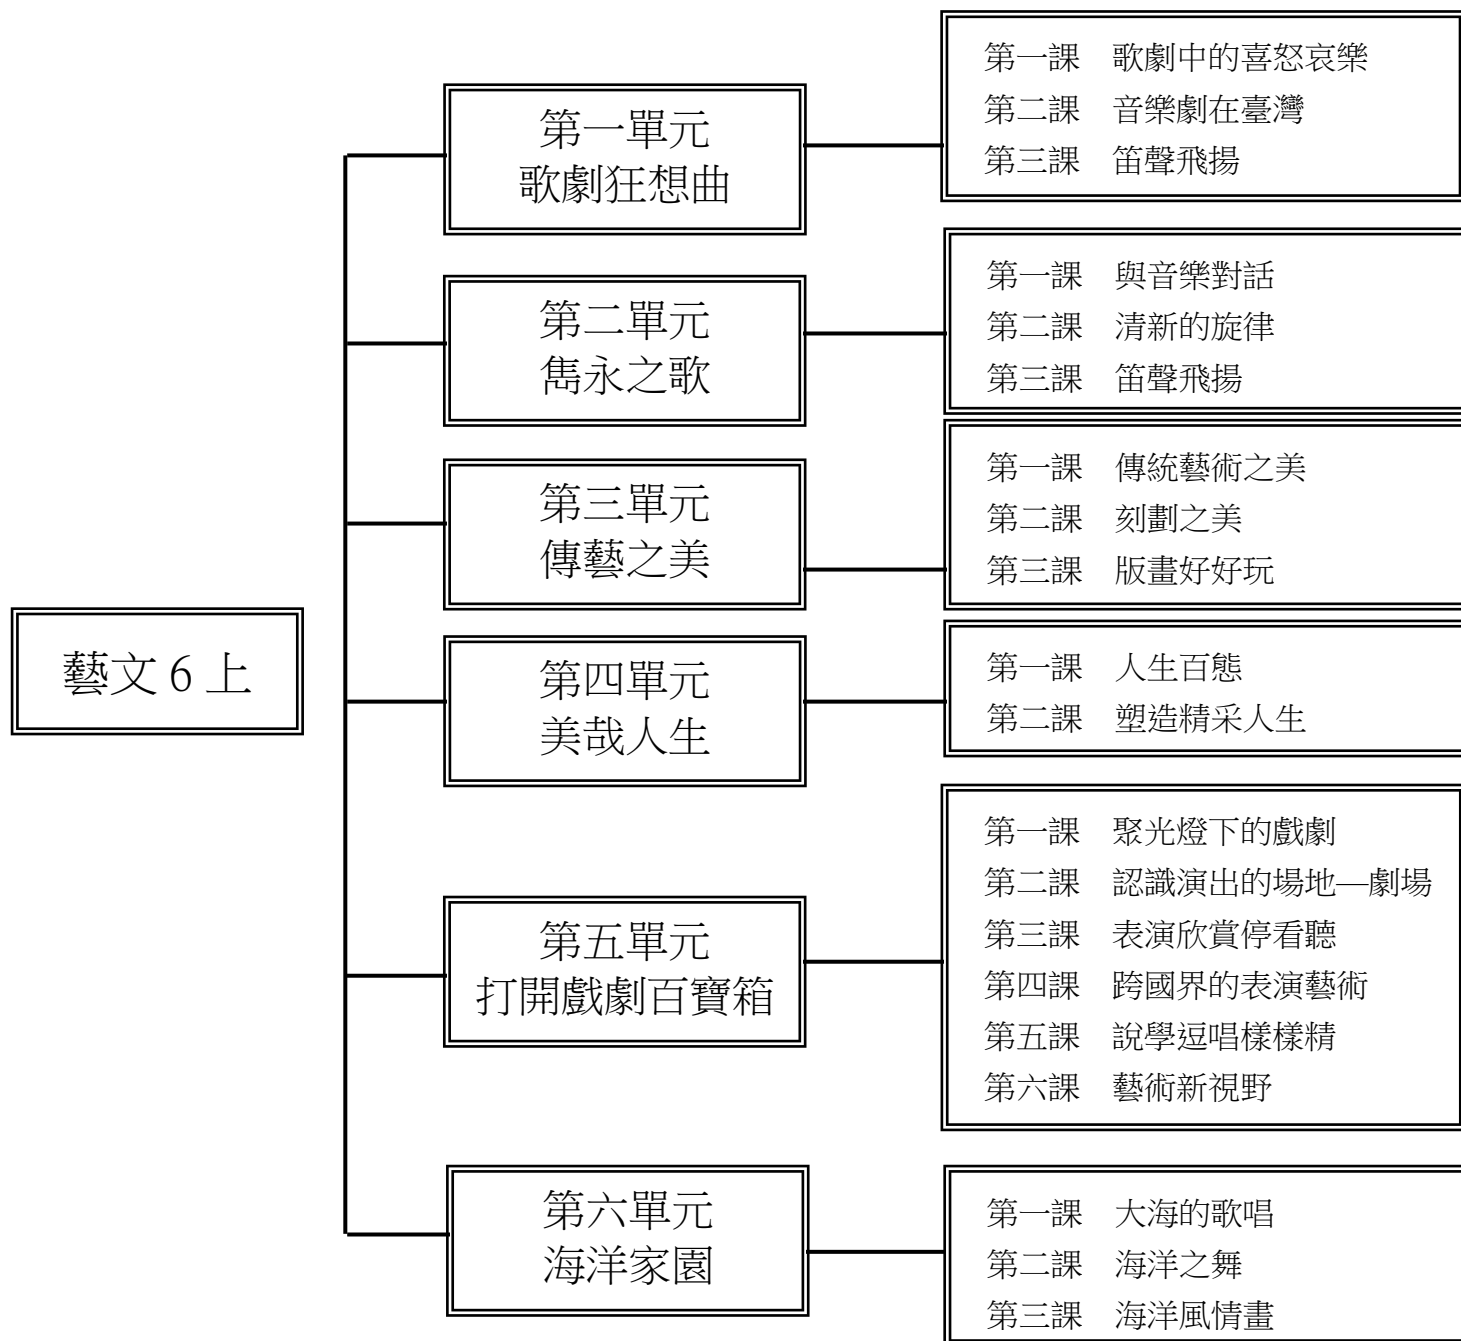 藝文 6 上
第一單元
歌劇狂想曲
第一課　歌劇中的喜怒哀樂
第二課　音樂劇在臺灣
第三課　笛聲飛揚
第二單元
雋永之歌
第一課　與音樂對話
第二課　清新的旋律
第三課　笛聲飛揚
第三單元
傳藝之美
第一課　傳統藝術之美
第二課　刻劃之美
第三課　版畫好好玩
第四單元
美哉人生
第一課　人生百態
第二課　塑造精采人生
第五單元
打開戲劇百寶箱
第一課　聚光燈下的戲劇
第二課　認識演出的場地—劇場
第三課　表演欣賞停看聽
第四課　跨國界的表演藝術
第五課　說學逗唱樣樣精
第六課　藝術新視野
第六單元
海洋家園
第一課　大海的歌唱
第二課　海洋之舞
第三課　海洋風情畫